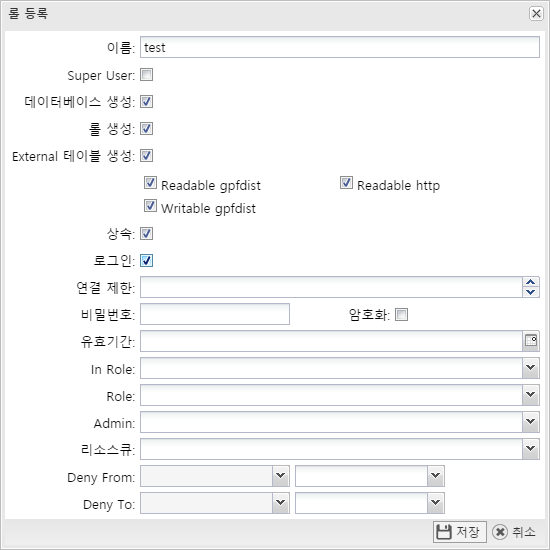 롤 등록
이름: test
Super User:
데이터베이스 생성:
롤 생성:
External 테이블 생성:
Readable gpfdist Readable http
Writable gpfdist
상속:
로그인:
연결 제한:
비밀번호: 암호화:
유효기간:
In Role:
Role:
Admin:
리소스큐:
Deny From:
Deny To:
저장 취소